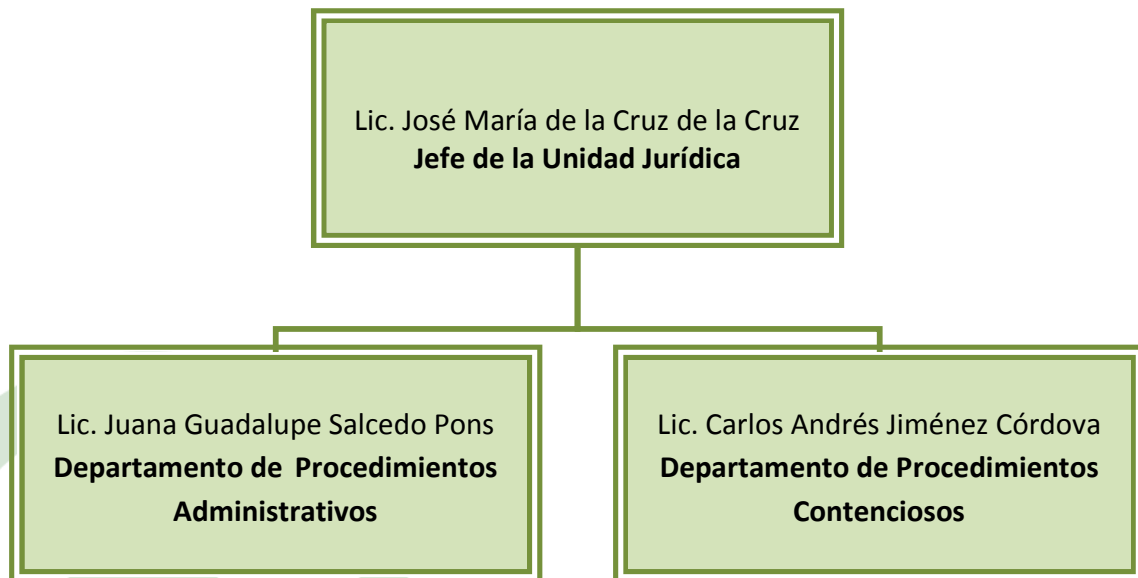 Lic. José María de la Cruz de la Cruz
Jefe de la Unidad Jurídica
Lic. Juana Guadalupe Salcedo Pons
Departamento de Procedimientos
Administrativos
Lic. Carlos Andrés Jiménez Córdova
Departamento de Procedimientos
Contenciosos